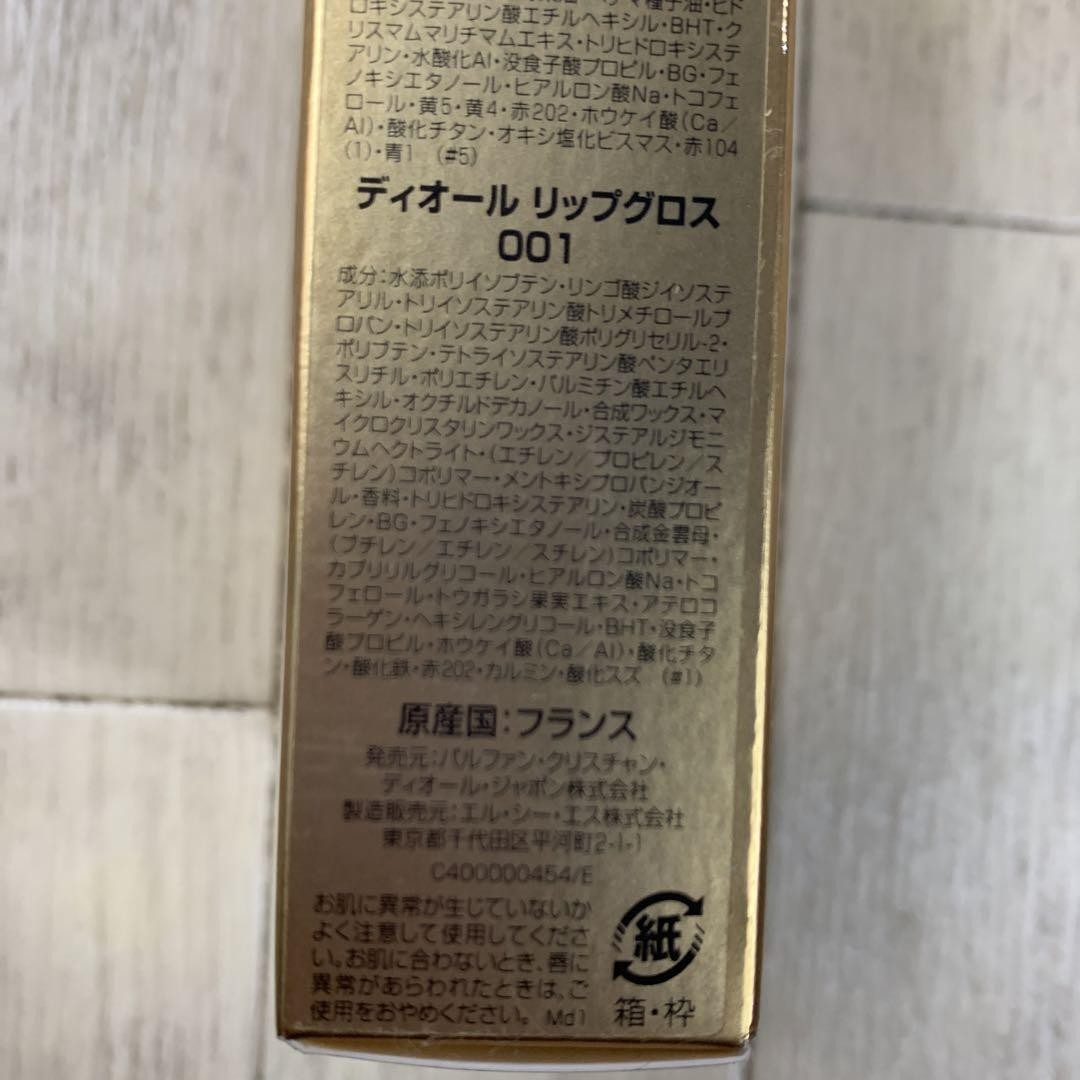 マ種子油・ヒド
ロキシステアリン酸エチルヘキシル・BHT・ク
リスマムマリチマムエキス・トリヒドロキシステ
アリン・水酸化Al・没食子酸プロピル・BG・フェ
ノキシエタノール・ヒアルロン酸Na・トコフェ
ロール・黄5・黄4・赤202・ホウケイ酸(Ca/
Al)・酸化チタン・オキシ塩化ビスマス・赤104
(1)・青1 (#5)
ディオール リップグロス
001
成分:水添ポリイソブテン・リンゴ酸ジイソステ
アリル・トリイソステアリン酸トリメチロールプ
ロパン・トリイソステアリン酸ポリグリセリル-2・
ポリブテン・テトライソステアリン酸ペンタエリ
スリチル・ポリエチレン・パルミチン酸エチルヘ
キシル・オクチルドデカノール・合成ワックス・マ
イクロクリスタリンワックス・ジステアルジモニ
ウムヘクトライト・(エチレン/プロピレン/ス
チレン)コポリマー・メントキシプロパンジオー
ル・香料・トリヒドロキシステアリン・炭酸プロピ
レン・BG・フェノキシエタノール・合成金雲母・
(ブチレン/エチレン/スチレン)コポリマー・
カプリリルグリコール・ヒアルロン酸Na・トコ
フェロール・トウガラシ果実エキス・アテロコ
ラーゲン・ヘキシレングリコール・BHT・没食子
酸プロピル・ホウケイ酸(Ca/Al)・酸化チタ
ン・酸化鉄・赤202・カルミン・酸化スズ (#1)
原産国:フランス
発売元:パルファン・クリスチャン・
ディオール・ジャポン株式会社
製造販売元:エル・シー・エス株式会社
東京都千代田区平河町2-1-1
C400000454/E
お肌に異常が生じていないか
よく注意して使用してくださ
い。お肌に合わないとき、唇に
異常があらわれたときは、ご
使用をおやめください。 Md1
紙
箱・枠